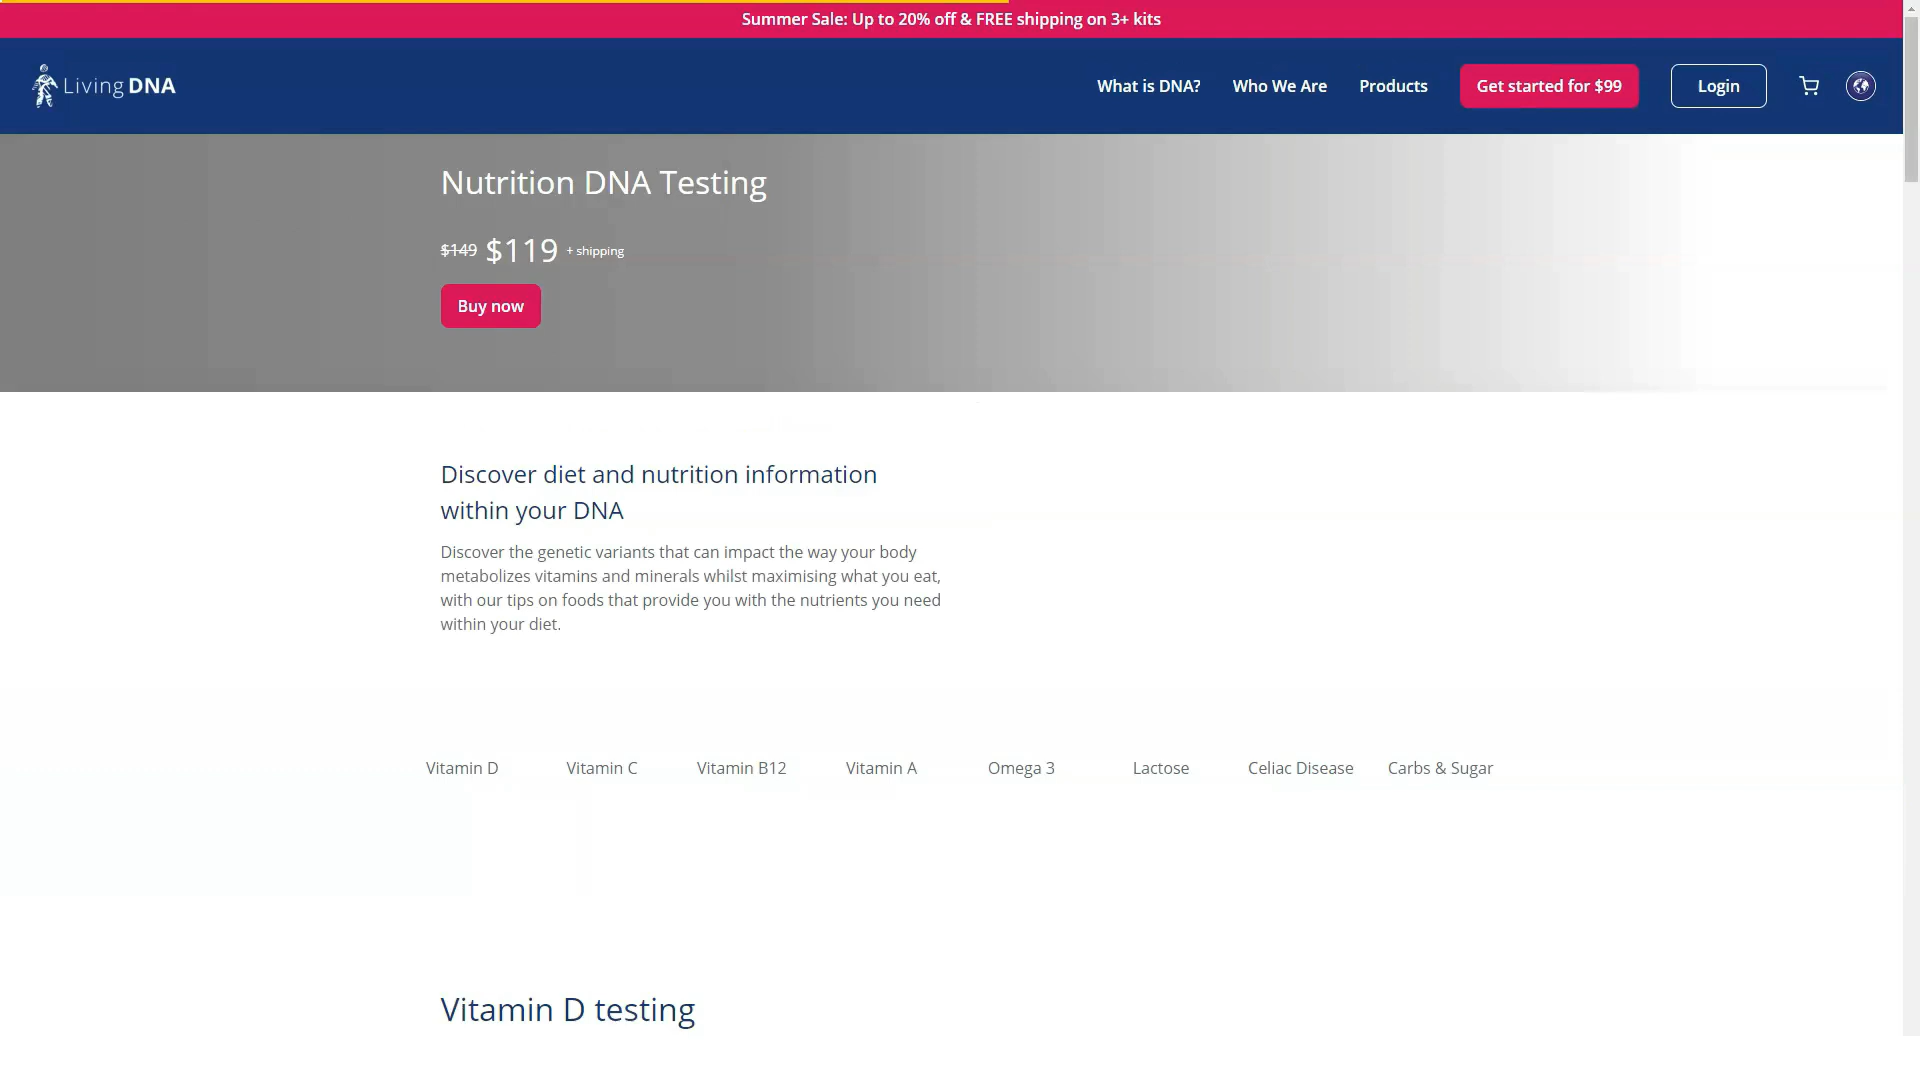 Summer Sale: Up to 20% off & FREE shipping on 3+ kits
Living DNA
What is DNA?
Who We Are
Products
Get started for $99
Login
Nutrition DNA Testing
$149 $119 + shipping
Buy now
Discover diet and nutrition information
within your DNA
Discover the genetic variants that can impact the way your body
metabolizes vitamins and minerals whilst maximising what you eat,
with our tips on foods that provide you with the nutrients you need
within your diet.
Vitamin D
Vitamin C
Vitamin B12
Vitamin A
Omega 3
Lactose
Celiac Disease
Carbs & Sugar
Vitamin D testing